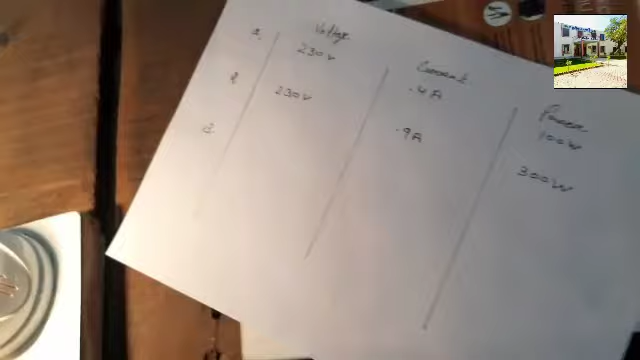 Voltage Current Power
1. 230v .4A 100w
2. 230v .9A 300w
3.